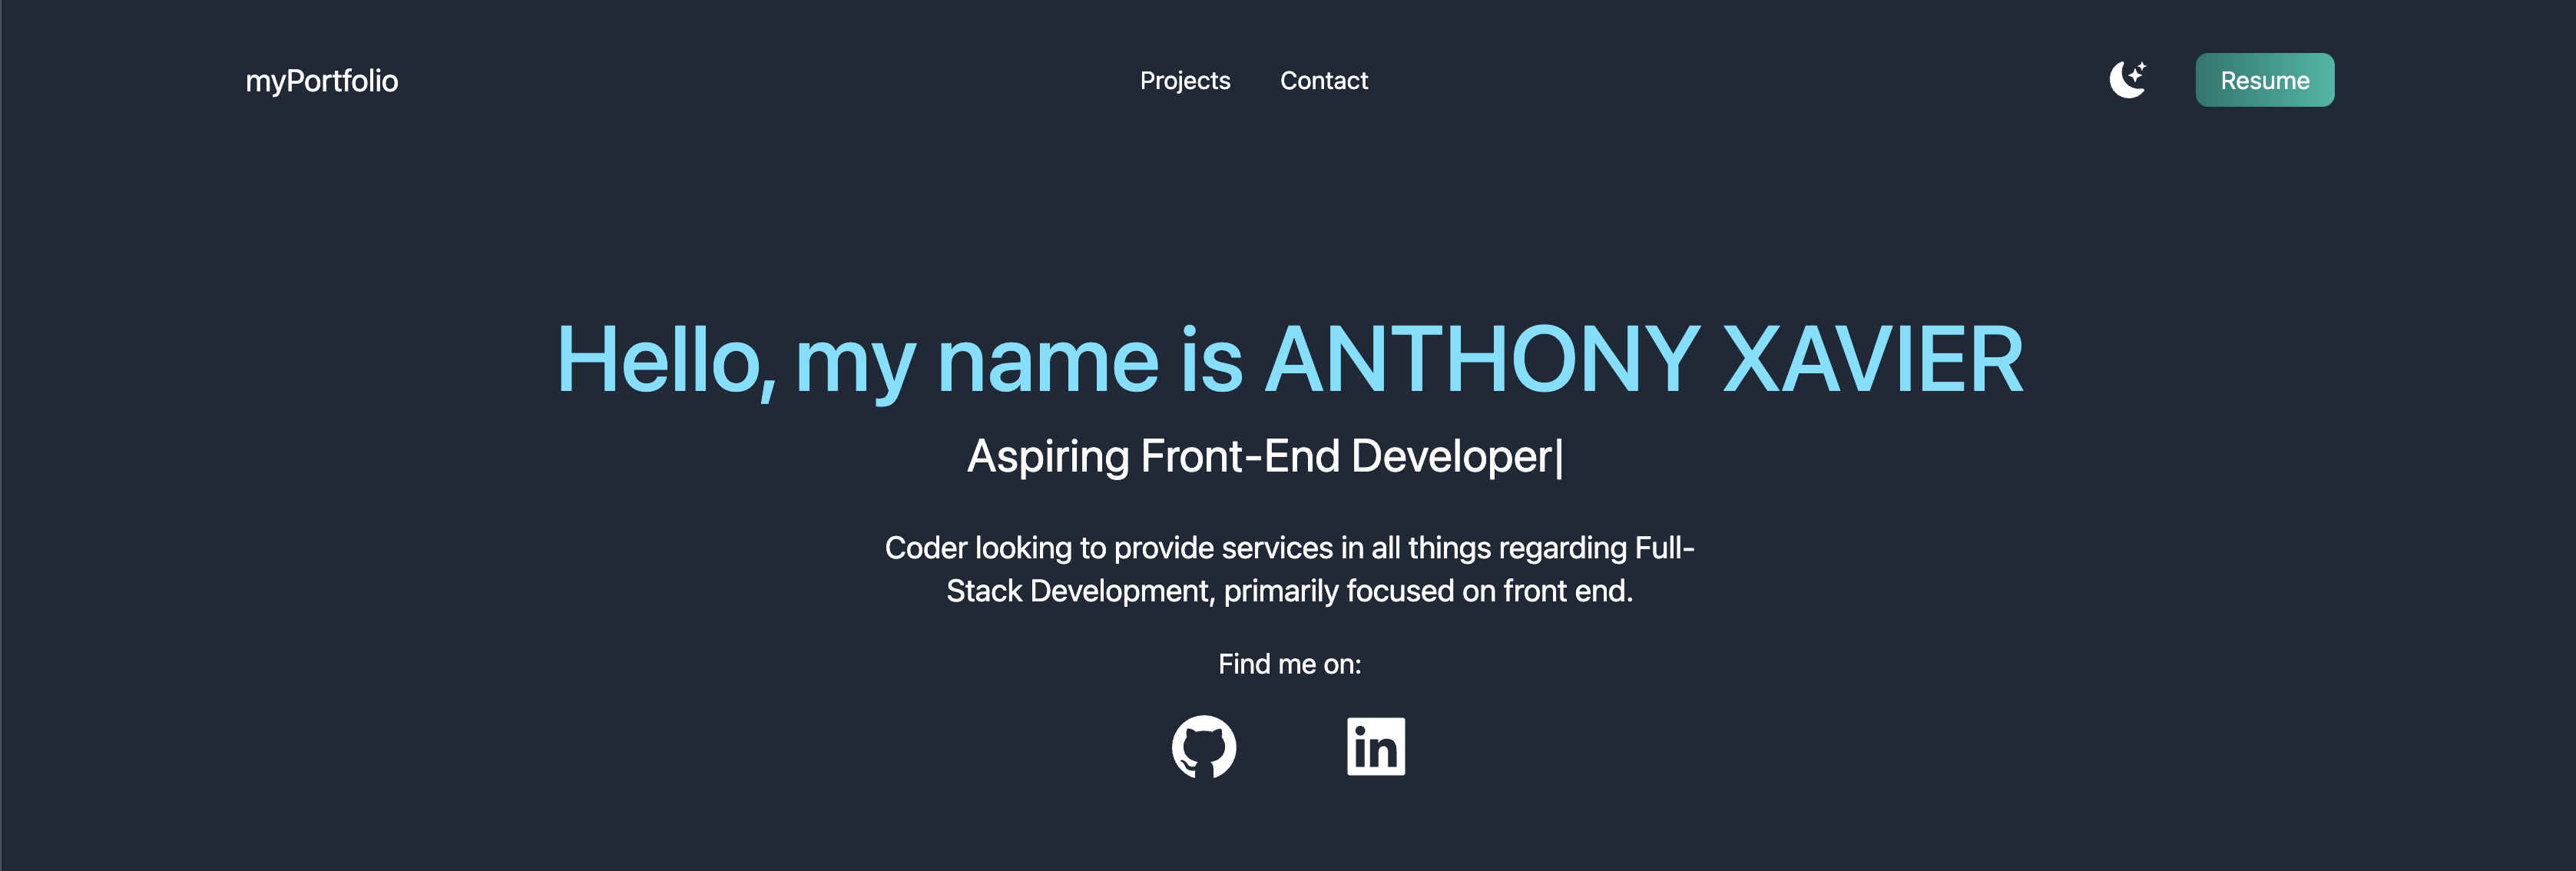 myPortfolio
Projects Contact
Resume
Hello, my name is ANTHONY XAVIER
Aspiring Front-End Developer|
Coder looking to provide services in all things regarding Full-
Stack Development, primarily focused on front end.
Find me on:
in